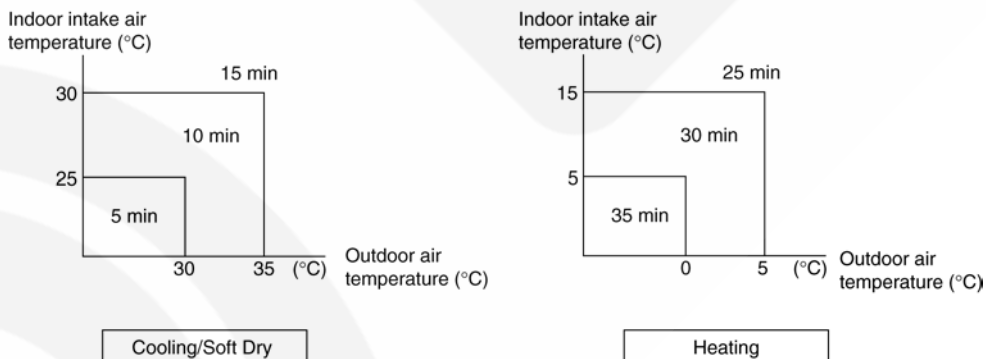 Indoor intake air
temperature (°C)
15 min
30
10 min
25
5 min
30 35 (°C)
Outdoor air
temperature (°C)
Cooling/Soft Dry
Indoor intake air
temperature (°C)
25 min
15
30 min
5
35 min
0 5 (°C)
Outdoor air
temperature (°C)
Heating